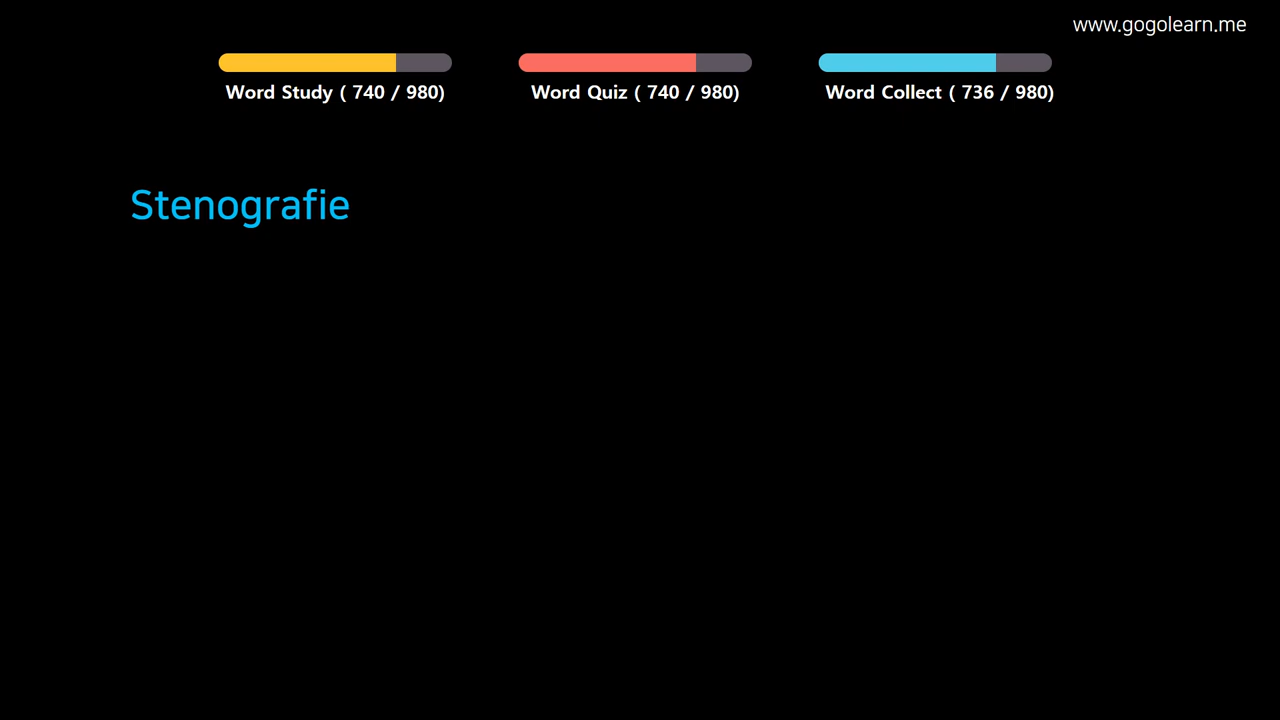 www.gogolearn.me
Word Study ( 740 / 980)
Word Quiz ( 740 / 980)
Word Collect ( 736 / 980)
Stenografie